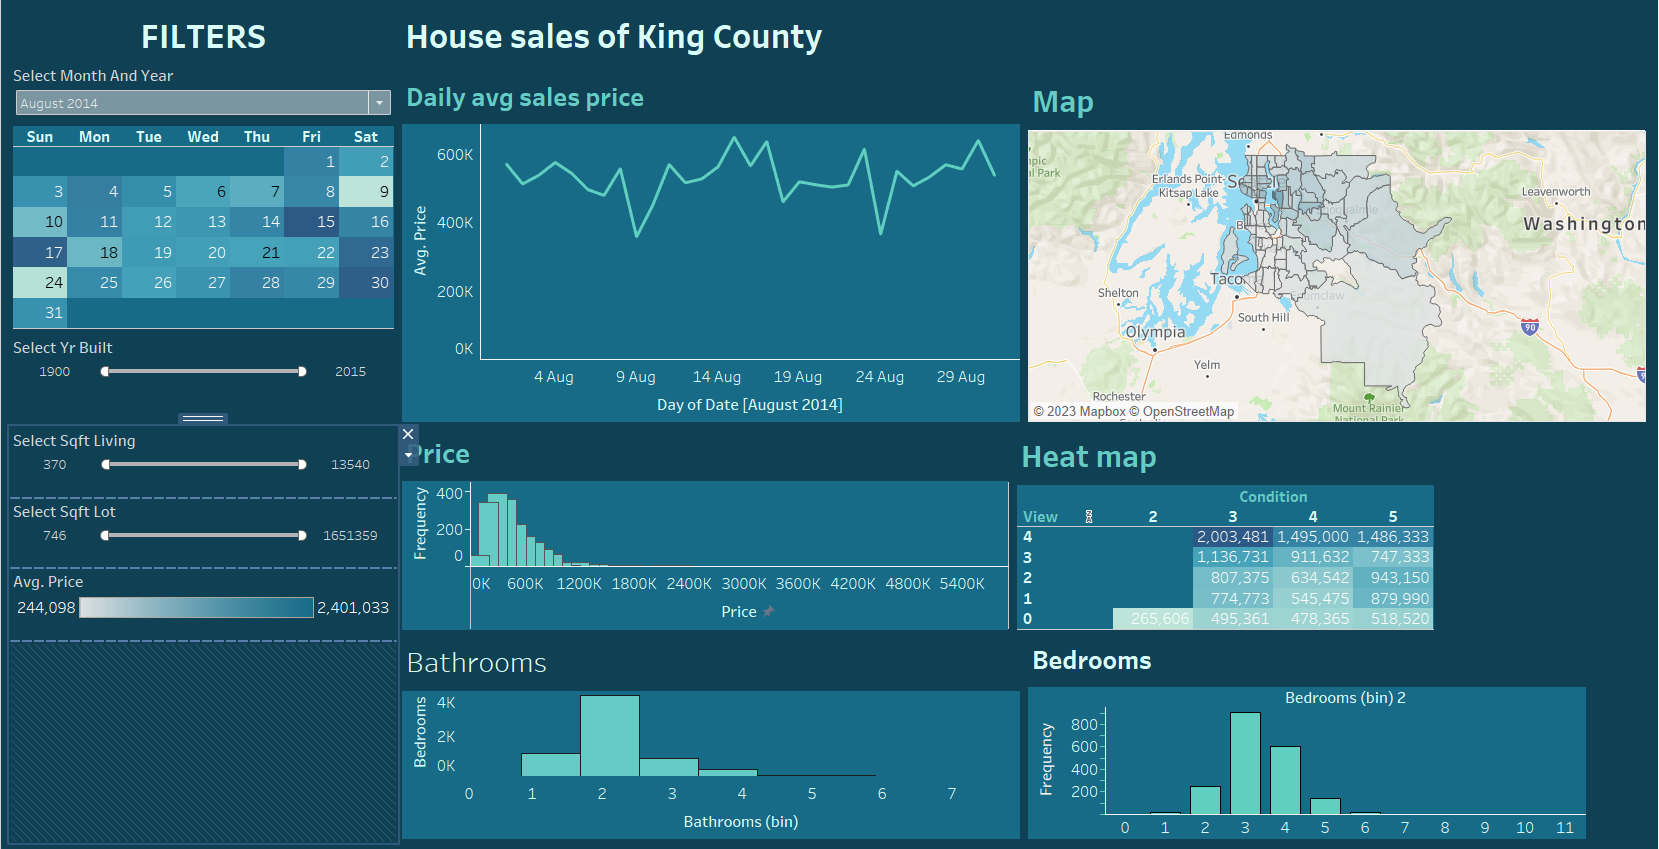 FILTERS
Select Month And Year
August 2014
Sun Mon Tue Wed Thu Fri Sat
1 2
3 4 5 6 7 8 9
10 11 12 13 14 15 16
17 18 19 20 21 22 23
24 25 26 27 28 29 30
31
Select Yr Built
1900 2015
Select Sqft Living
370 13540
Select Sqft Lot
746 1651359
Avg. Price
244,098 2,401,033
House sales of King County
Daily avg sales price
Avg. Price
600K
400K
200K
0K
4 Aug 9 Aug 14 Aug 19 Aug 24 Aug 29 Aug
Day of Date [August 2014]
Map
Edmonds
Erlands Point-
Kitsap Lake
Leavenworth
Washington
Shelton
South Hill
Olympia
90
Yelm
Rochester
Mount Rainier
National Park
© 2023 Mapbox © OpenStreetMap
Price
Frequency
400
200
0
0K 600K 1200K 1800K 2400K 3000K 3600K 4200K 4800K 5400K
Price
Heat map
Condition
View 2 3 4 5
4 2,003,481 1,495,000 1,486,333
3 1,136,731 911,632 747,333
2 807,375 634,542 943,150
1 774,773 545,475 879,990
0 265,606 495,361 478,365 518,520
Bathrooms
Bedrooms
4K
2K
0K
0 1 2 3 4 5 6 7
Bathrooms (bin)
Bedrooms
Bedrooms (bin) 2
Frequency
800
600
400
200
0 1 2 3 4 5 6 7 8 9 10 11